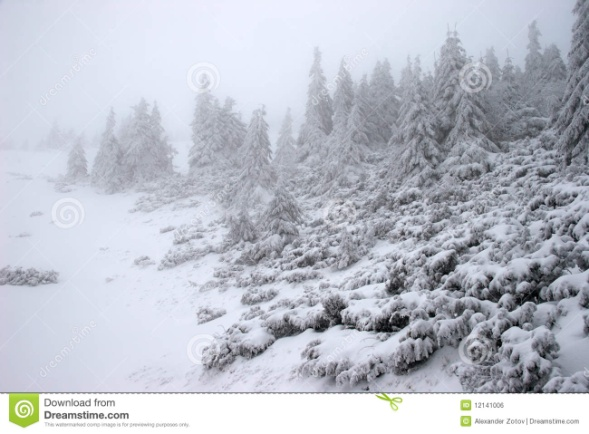 Download from
Dreamstime.com
This watermarked comp image is for previewing purposes only.
12141006
Alexander Zotov | Dreamstime.com